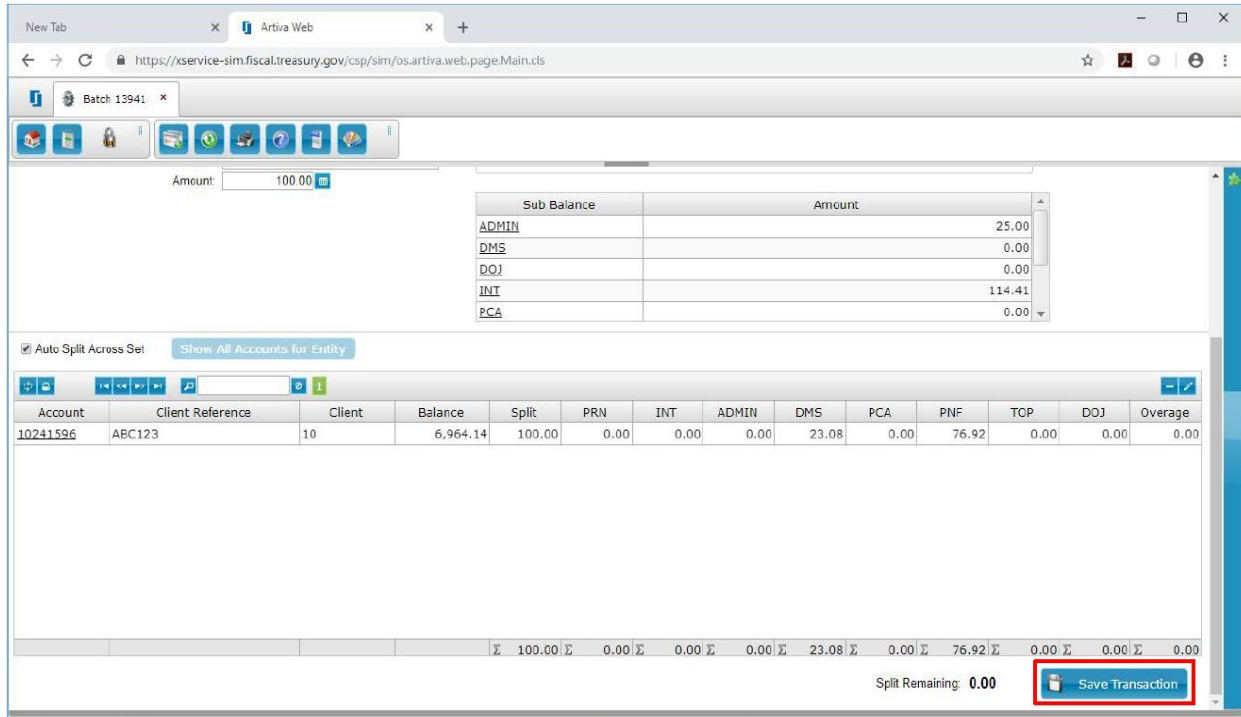 New Tab Artiva Web
https://xservice-sim.fiscal.treasury.gov/csp/sim/os.artiva.web.page.Main.cls
Batch 13941
Amount: 100.00
Sub Balance Amount
ADMIN 25.00
DMS 0.00
DOJ 0.00
INT 114.41
PCA 0.00
Auto Split Across Set Show All Accounts for Entity
1
Account Client Reference Client Balance Split PRN INT ADMIN DMS PCA PNF TOP DOJ Overage
10241596 ABC123 10 6,964.14 100.00 0.00 0.00 0.00 23.08 0.00 76.92 0.00 0.00 0.00
Σ 100.00 Σ 0.00 Σ 0.00 Σ 0.00 Σ 23.08 Σ 0.00 Σ 76.92 Σ 0.00 Σ 0.00 Σ 0.00
Split Remaining: 0.00 Save Transaction